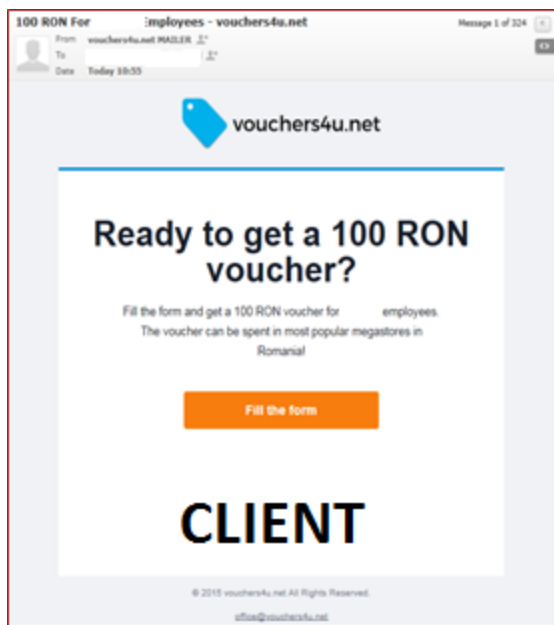 100 RON For Employees - vouchers4u.net
Message 1 of 324
From vouchers4u.net MAILER
To
Date Today 10:55
vouchers4u.net
Ready to get a 100 RON
voucher?
Fill the form and get a 100 RON voucher for employees.
The voucher can be spent in most popular megastores in
Romania!
Fill the form
CLIENT
© 2015 vouchers4u.net All Rights Reserved.
office@vouchers4u.net